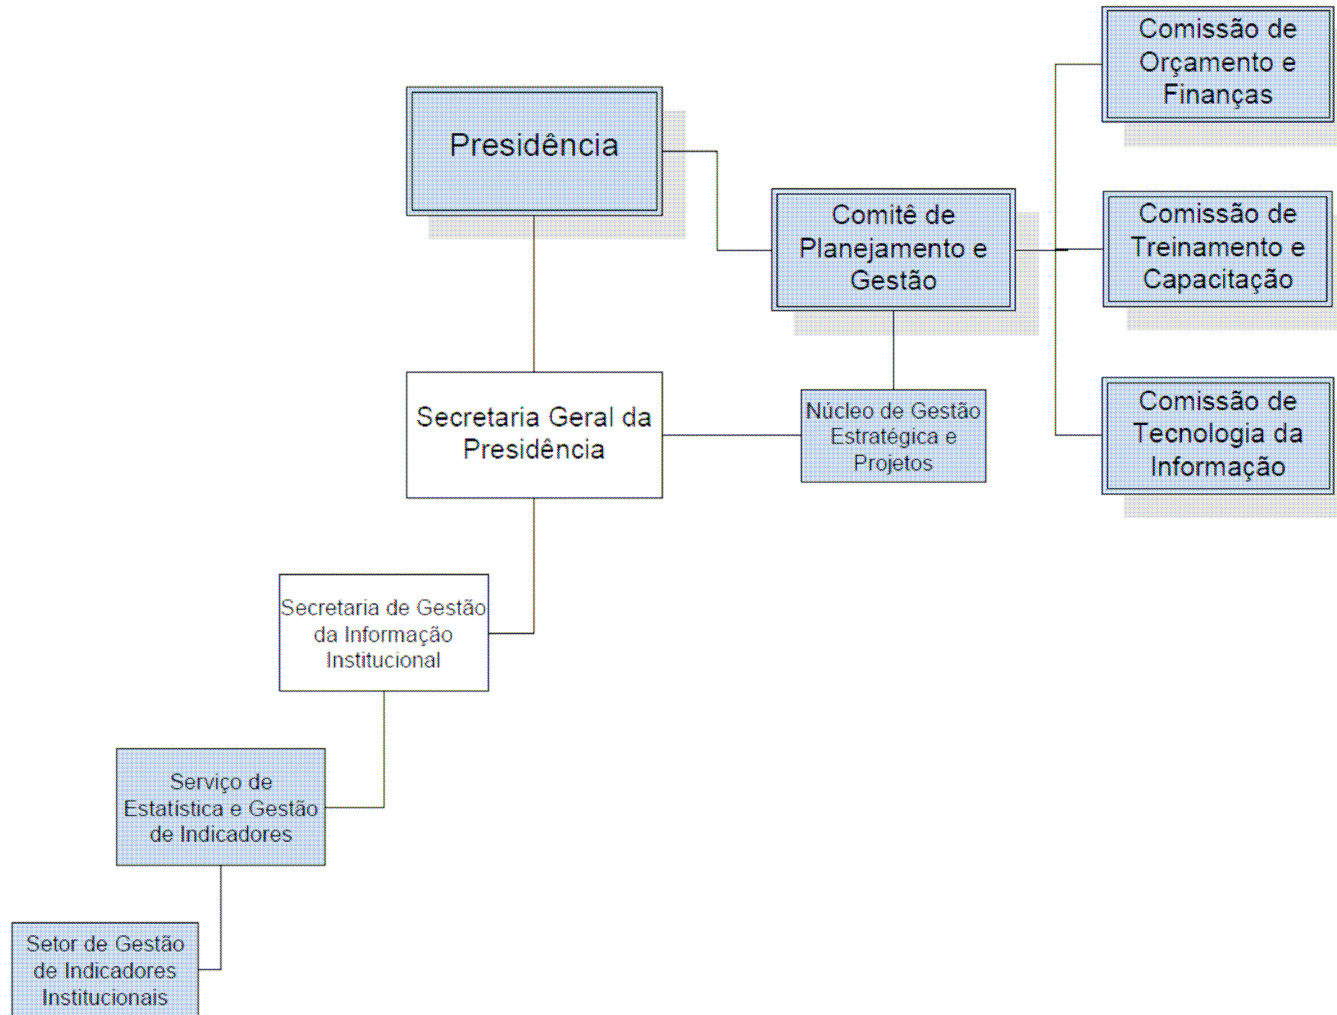 Comissão de
Orçamento e
Finanças
Presidência
Comitê de
Planejamento e
Gestão
Comissão de
Treinamento e
Capacitação
Secretaria Geral da
Presidência
Núcleo de Gestão
Estratégica e
Projetos
Comissão de
Tecnologia da
Informação
Secretaria de Gestão
da Informação
Institucional
Serviço de
Estatística e Gestão
de Indicadores
Setor de Gestão
de Indicadores
Institucionais